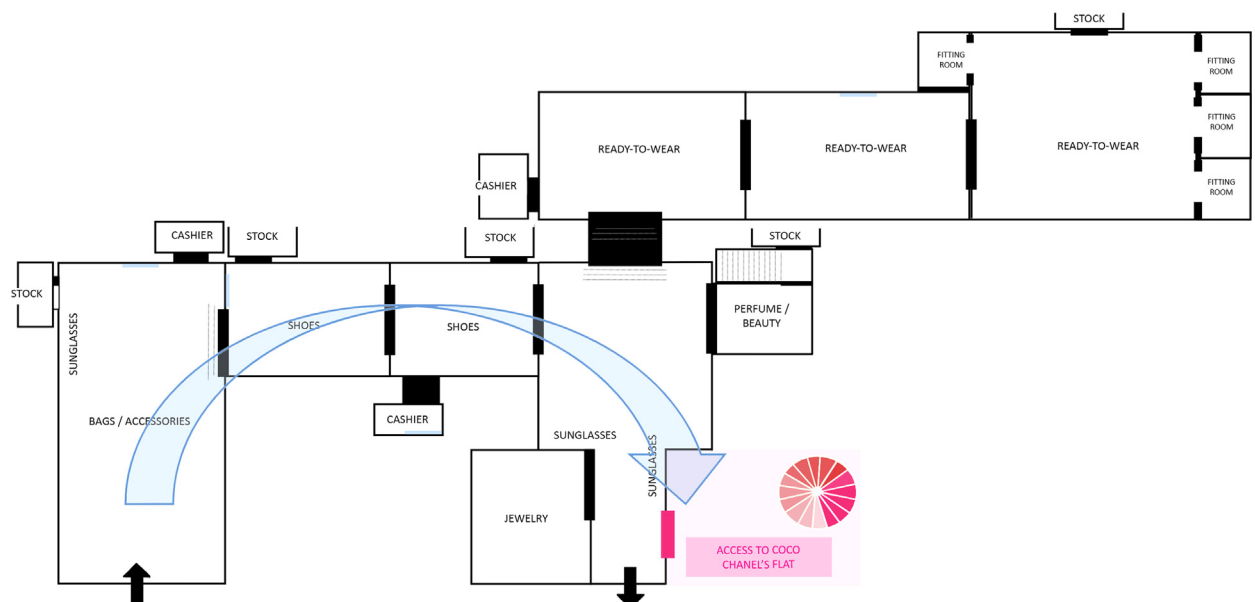 STOCK
FITTING
ROOM
FITTING
ROOM
FITTING
ROOM
FITTING
ROOM
READY-TO-WEAR
READY-TO-WEAR
READY-TO-WEAR
CASHIER
CASHIER
STOCK
STOCK
STOCK
STOCK
SUNGLASSES
SHOES
SHOES
PERFUME /
BEAUTY
BAGS / ACCESSORIES
CASHIER
SUNGLASSES
SUNGLASSES
JEWELRY
ACCESS TO COCO
CHANEL'S FLAT